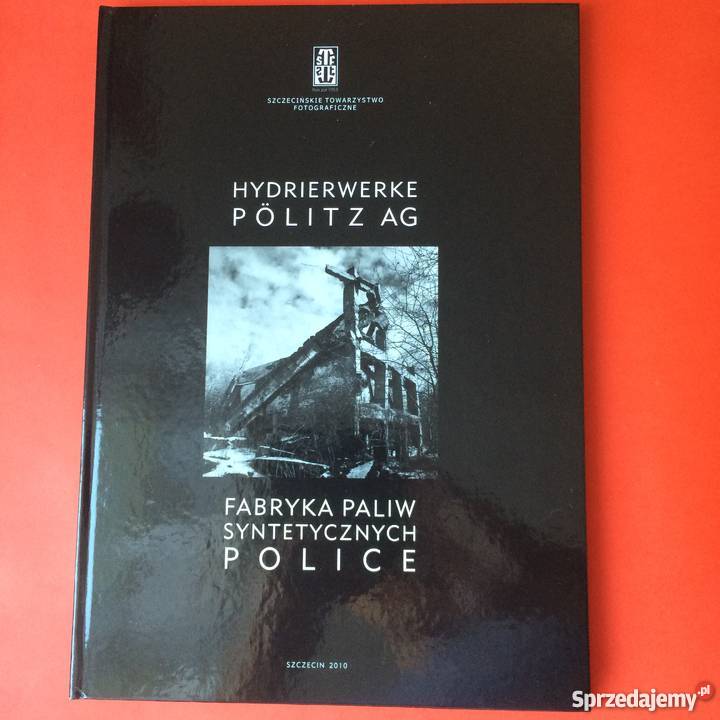 SZCZECIŃSKIE TOWARZYSTWO
FOTOGRAFICZNE
HYDRIERWERKE
PÖLITZ AG
FABRYKA PALIW
SYNTETYCZNYCH
POLICE
SZCZECIN 2010
Sprzedajemy.pl